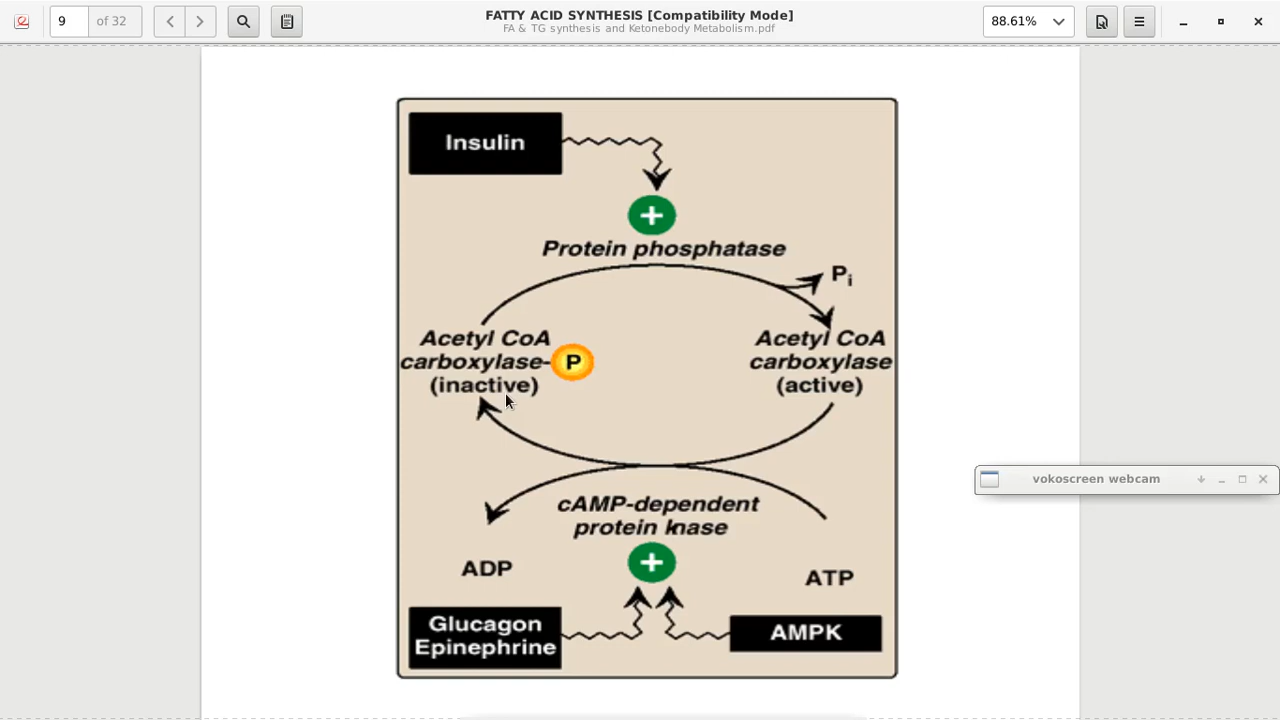 9 of 32
FATTY ACID SYNTHESIS [Compatibility Mode]
FA & TG synthesis and Ketonebody Metabolism.pdf
88.61%
Insulin
+
Protein phosphatase
Pi
Acetyl CoA
carboxylase-P
(inactive)
Acetyl CoA
carboxylase
(active)
vokoscreen webcam
cAMP-dependent
protein knase
+
ADP
ATP
Glucagon
Epinephrine
AMPK